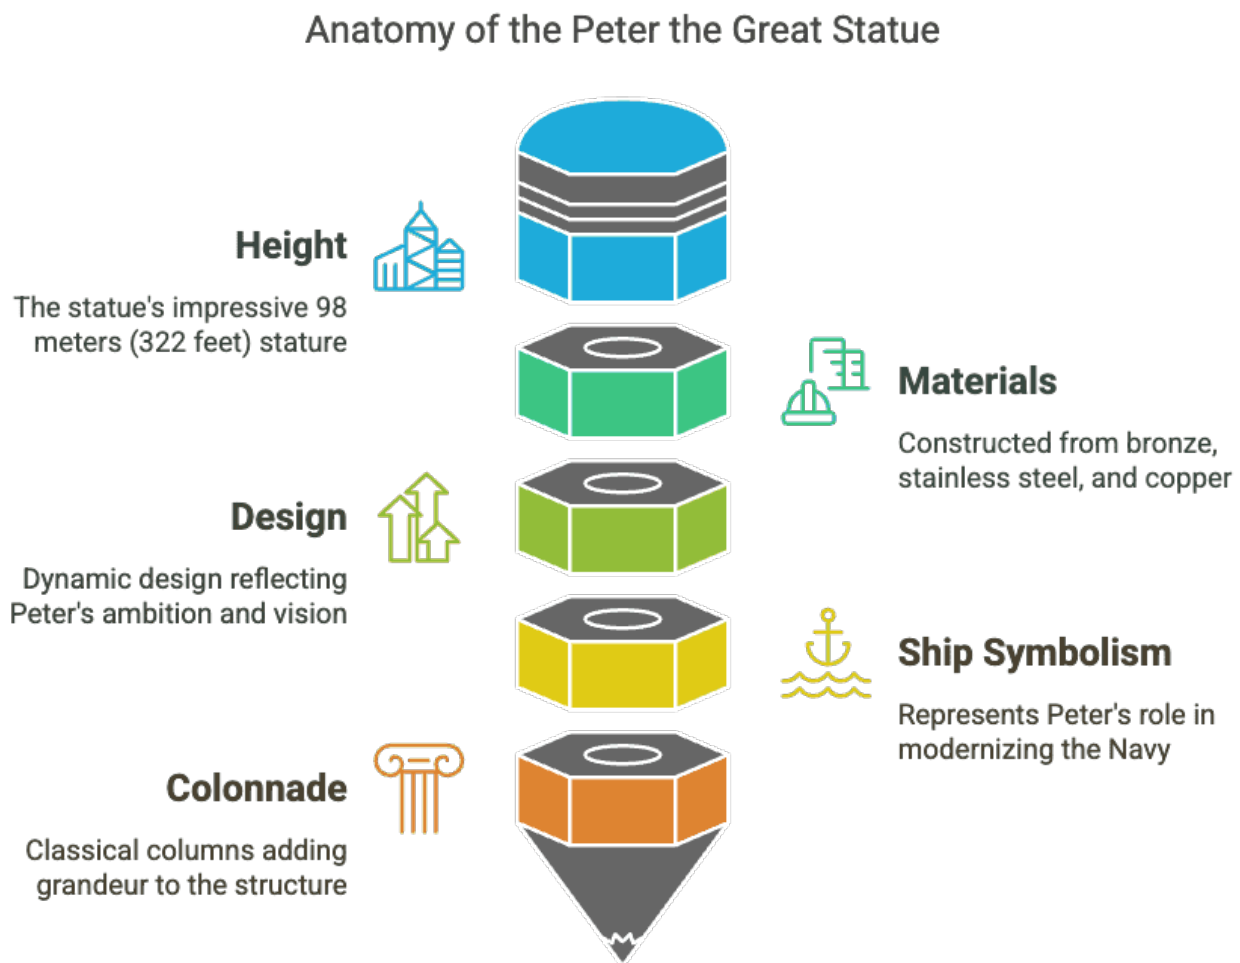 Anatomy of the Peter the Great Statue
Height
The statue's impressive 98
meters (322 feet) stature
Materials
Constructed from bronze,
stainless steel, and copper
Design
Dynamic design reflecting
Peter's ambition and vision
Ship Symbolism
Represents Peter's role in
modernizing the Navy
Colonnade
Classical columns adding
grandeur to the structure